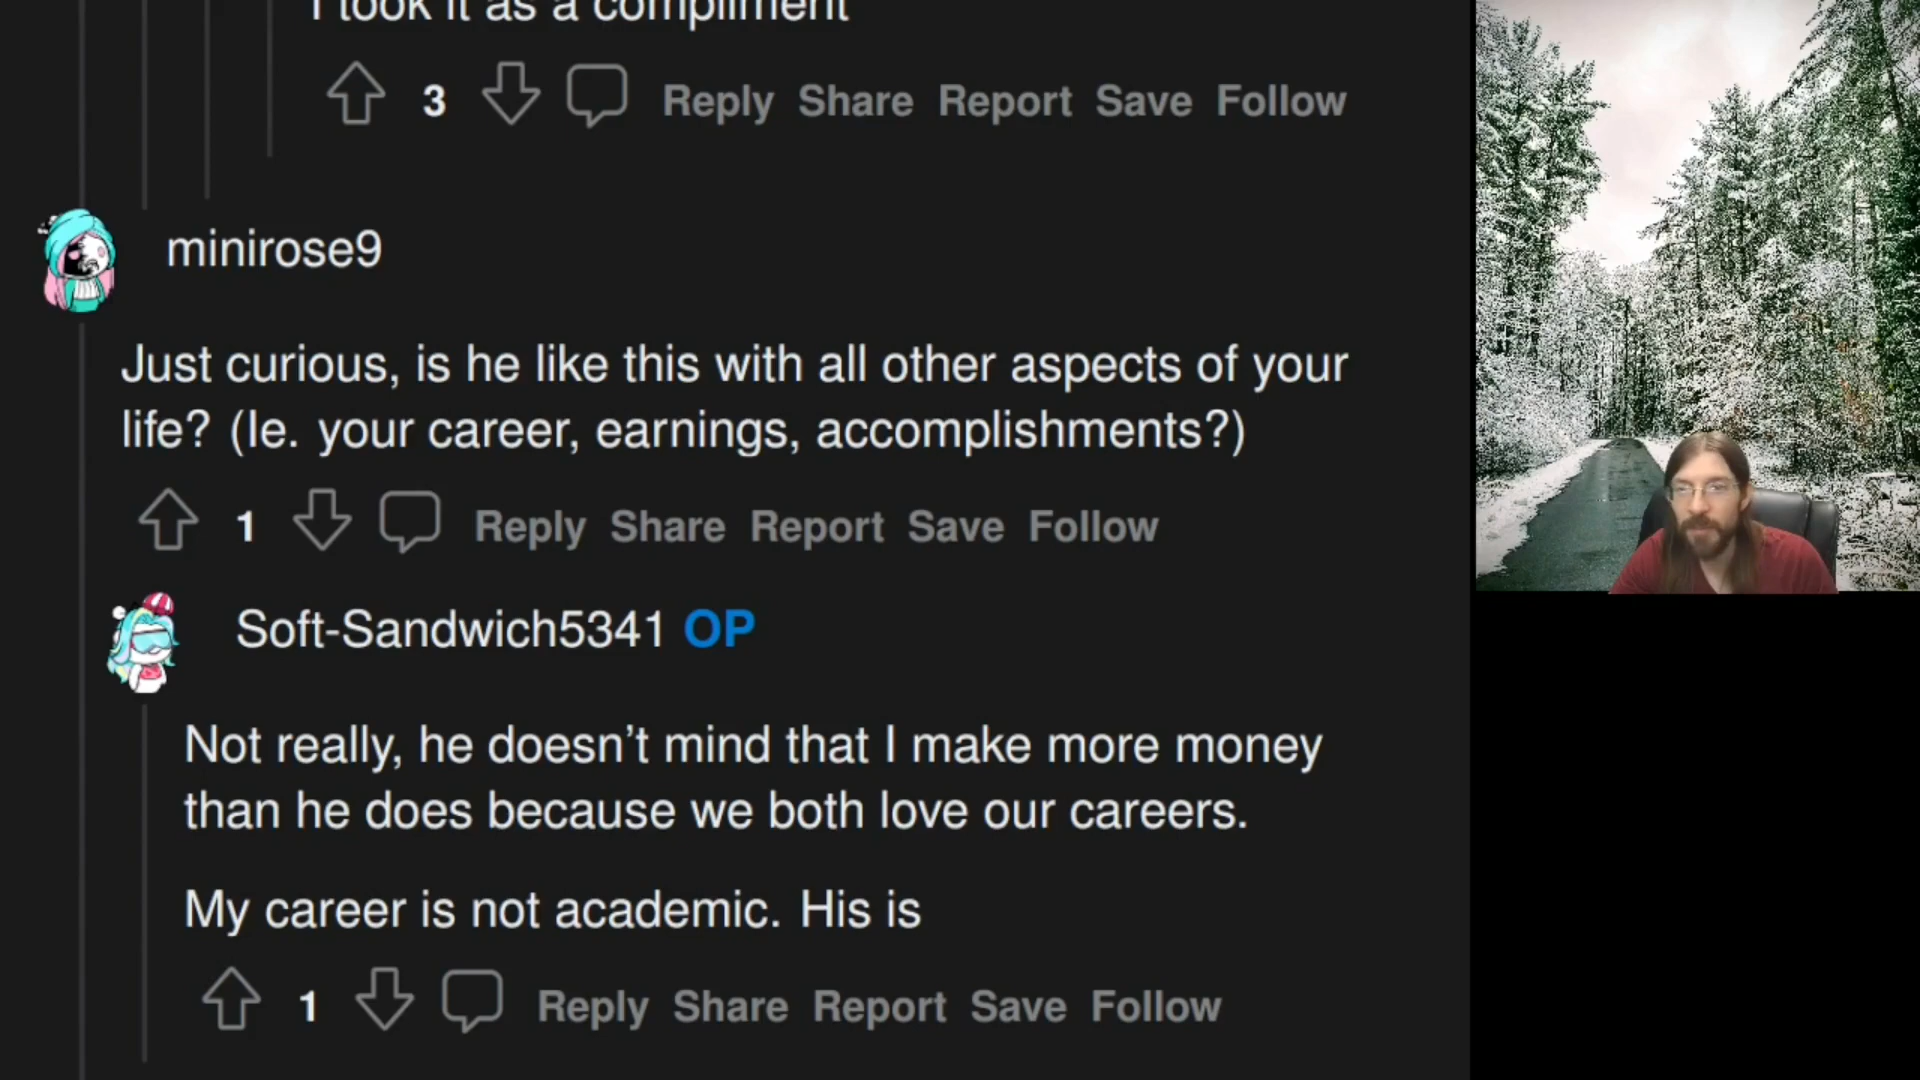 I took it as a compliment
3 Reply Share Report Save Follow
minirose9
Just curious, is he like this with all other aspects of your
life? (Ie. your career, earnings, accomplishments?)
1 Reply Share Report Save Follow
Soft-Sandwich5341 OP
Not really, he doesn’t mind that I make more money
than he does because we both love our careers.
My career is not academic. His is
1 Reply Share Report Save Follow